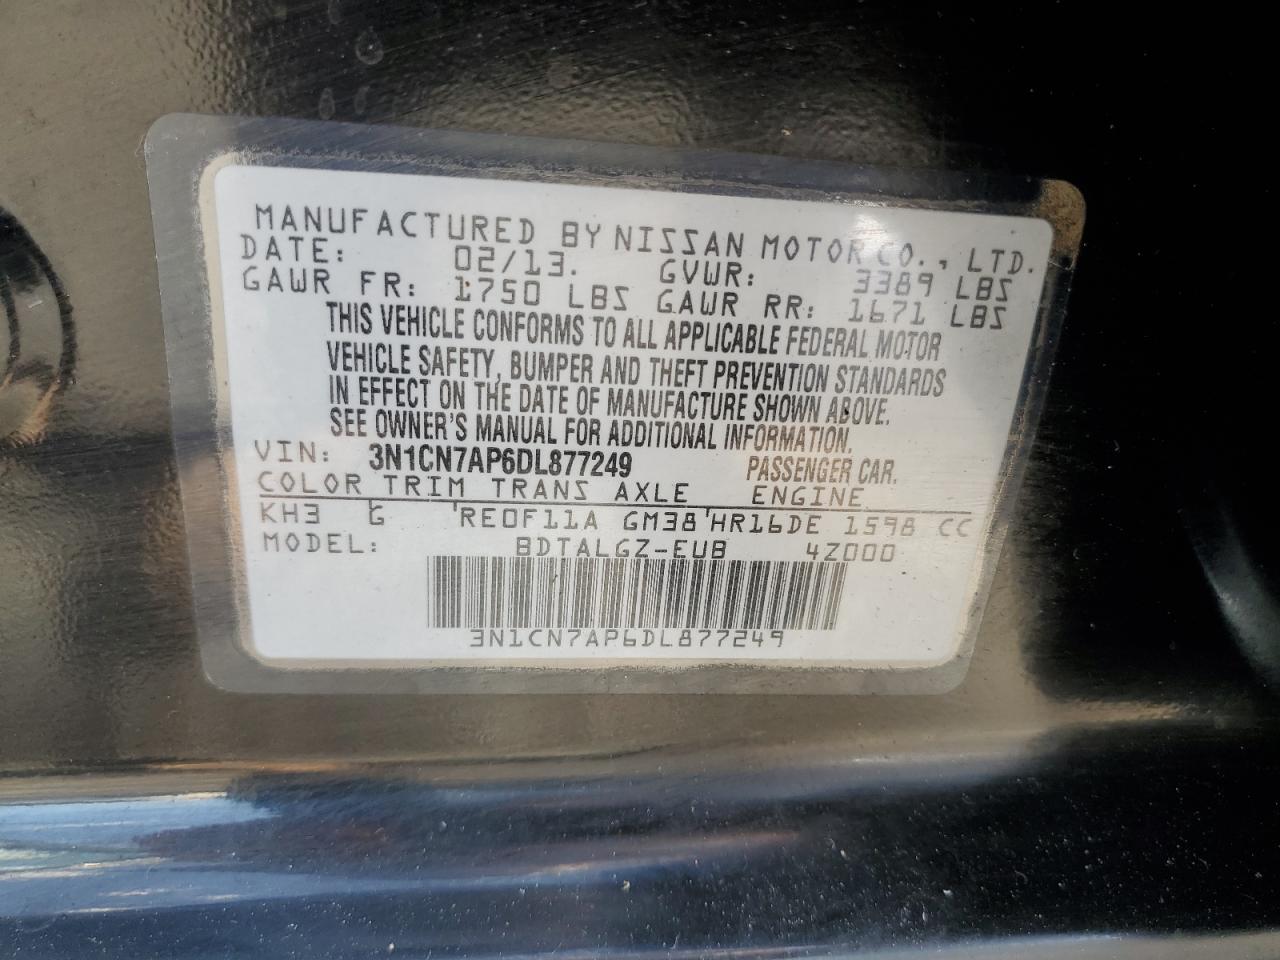 MANUFACTURED BY NISSAN MOTOR CO., LTD.
DATE: 02/13. GVWR: 3389 LBS
GAWR FR: 1750 LBS GAWR RR: 1671 LBS
THIS VEHICLE CONFORMS TO ALL APPLICABLE FEDERAL MOTOR
VEHICLE SAFETY, BUMPER AND THEFT PREVENTION STANDARDS
IN EFFECT ON THE DATE OF MANUFACTURE SHOWN ABOVE.
SEE OWNER'S MANUAL FOR ADDITIONAL INFORMATION.
VIN: 3N1CN7AP6DL877249 PASSENGER CAR.
COLOR TRIM TRANS AXLE ENGINE
KH3 G RE0F11A GM38 HR16DE 1598 CC
MODEL: BDTALGZ-EUB 4Z000
3N1CN7AP6DL877249